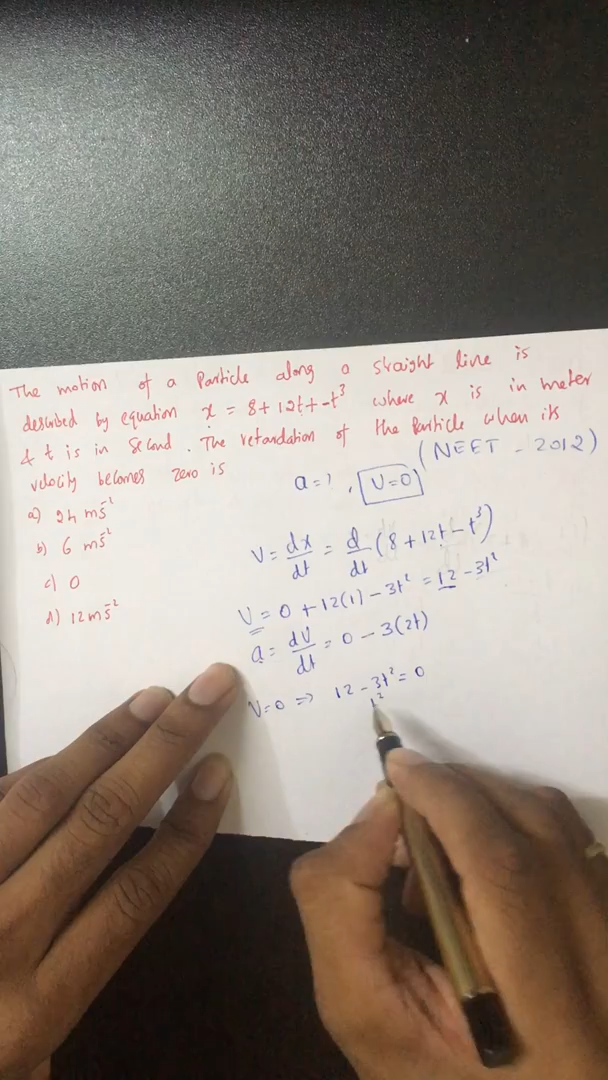 The motion of a Particle along a straight line is
described by equation x = 8 + 12t + -t³ where x is in meter
& t is in Second . The retardation of the Particle when its
velocity becomes zero is
(NEET - 2012)
a = ? , V=0
a) 24 ms⁻²
b) 6 ms⁻²
c) 0
d) 12 ms⁻²
V = dx/dt = d/dt (8 + 12t - t³)
V = 0 + 12(1) - 3t² = 12 - 3t²
a = dV/dt = 0 - 3(2t)
V=0 ⇒ 12 - 3t² = 0
t²